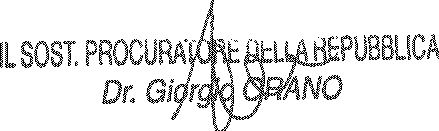 IL SOST. PROCURATORE DELLA REPUBBLICA
Dr. Giorgio ORANO